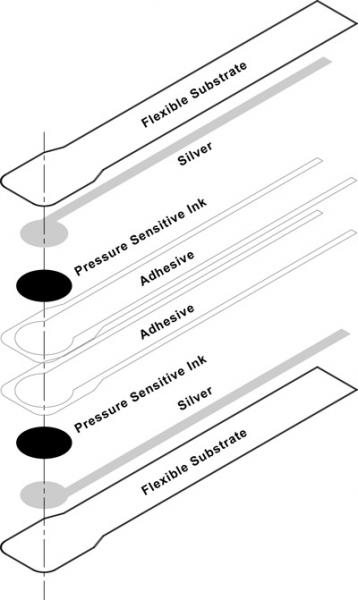 Flexible Substrate
Silver
Pressure Sensitive Ink
Adhesive
Adhesive
Pressure Sensitive Ink
Silver
Flexible Substrate